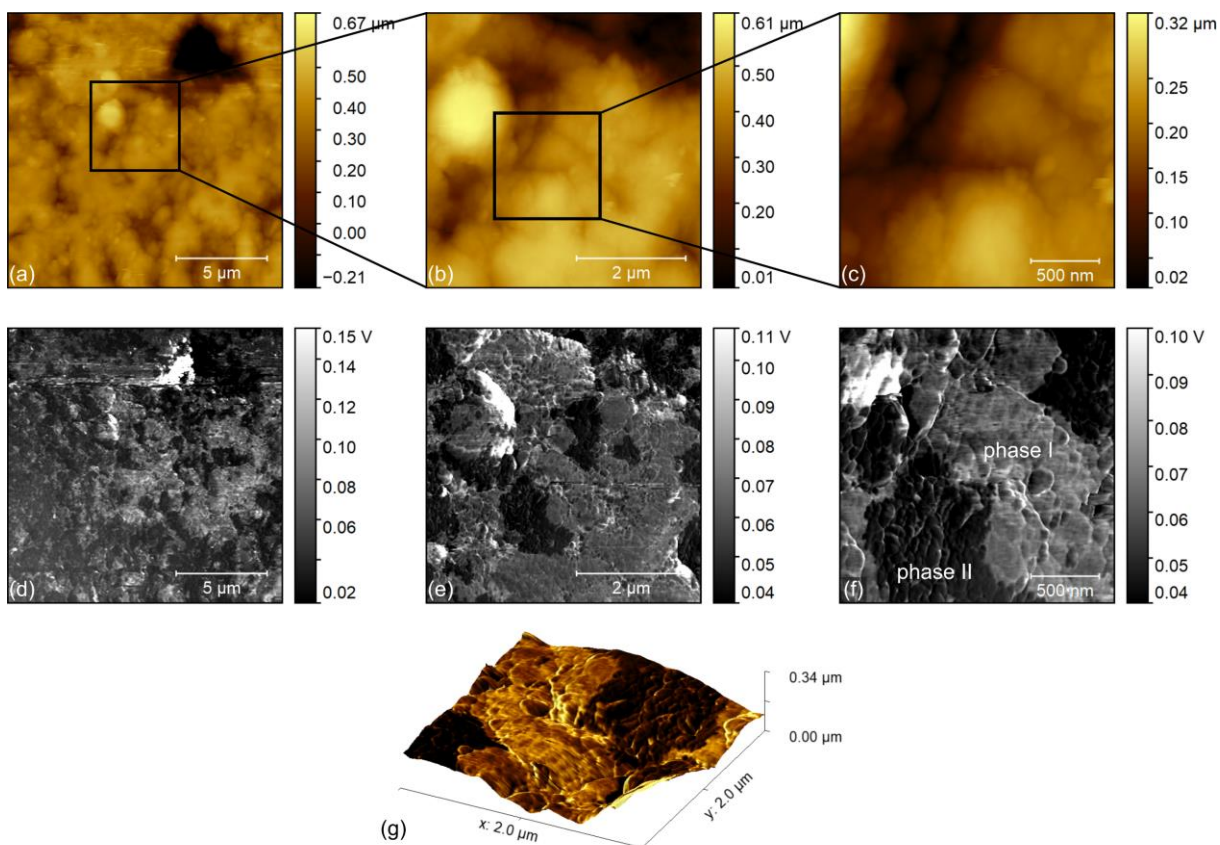 0.67 µm
0.50
0.40
0.30
0.20
0.10
0.00
−0.21
(a)
5 µm
0.61 µm
0.50
0.40
0.30
0.20
0.01
(b)
2 µm
0.32 µm
0.25
0.20
0.15
0.10
0.02
(c)
500 nm
0.15 V
0.14
0.12
0.10
0.08
0.06
0.02
(d)
5 µm
0.11 V
0.10
0.09
0.08
0.07
0.06
0.05
0.04
(e)
2 µm
0.10 V
0.09
0.08
0.07
0.06
0.05
0.04
phase I
phase II
(f)
500 nm
0.34 µm
0.00 µm
x: 2.0 µm
y: 2.0 µm
(g)